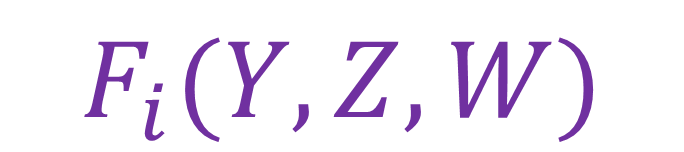 F_i(Y, Z, W)